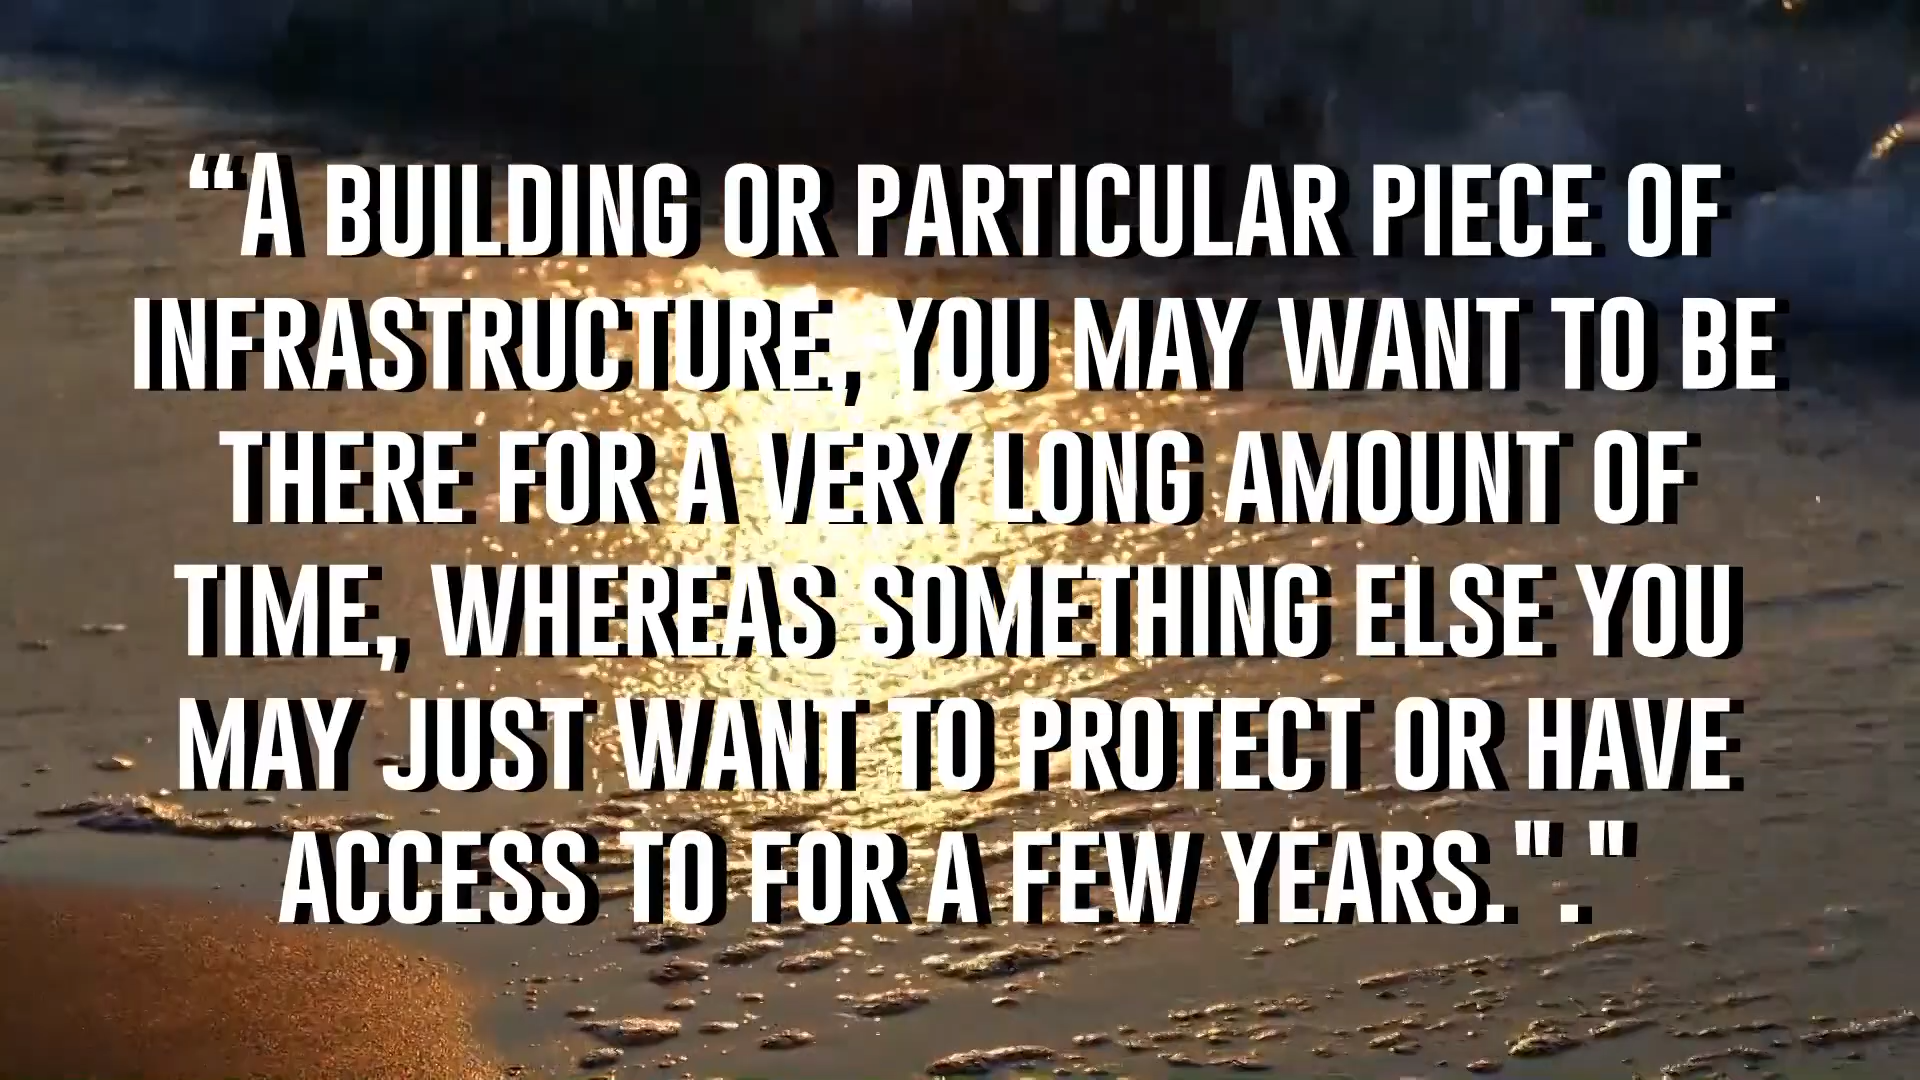 “A BUILDING OR PARTICULAR PIECE OF
INFRASTRUCTURE, YOU MAY WANT TO BE
THERE FOR A VERY LONG AMOUNT OF
TIME, WHEREAS SOMETHING ELSE YOU
MAY JUST WANT TO PROTECT OR HAVE
ACCESS TO FOR A FEW YEARS."."